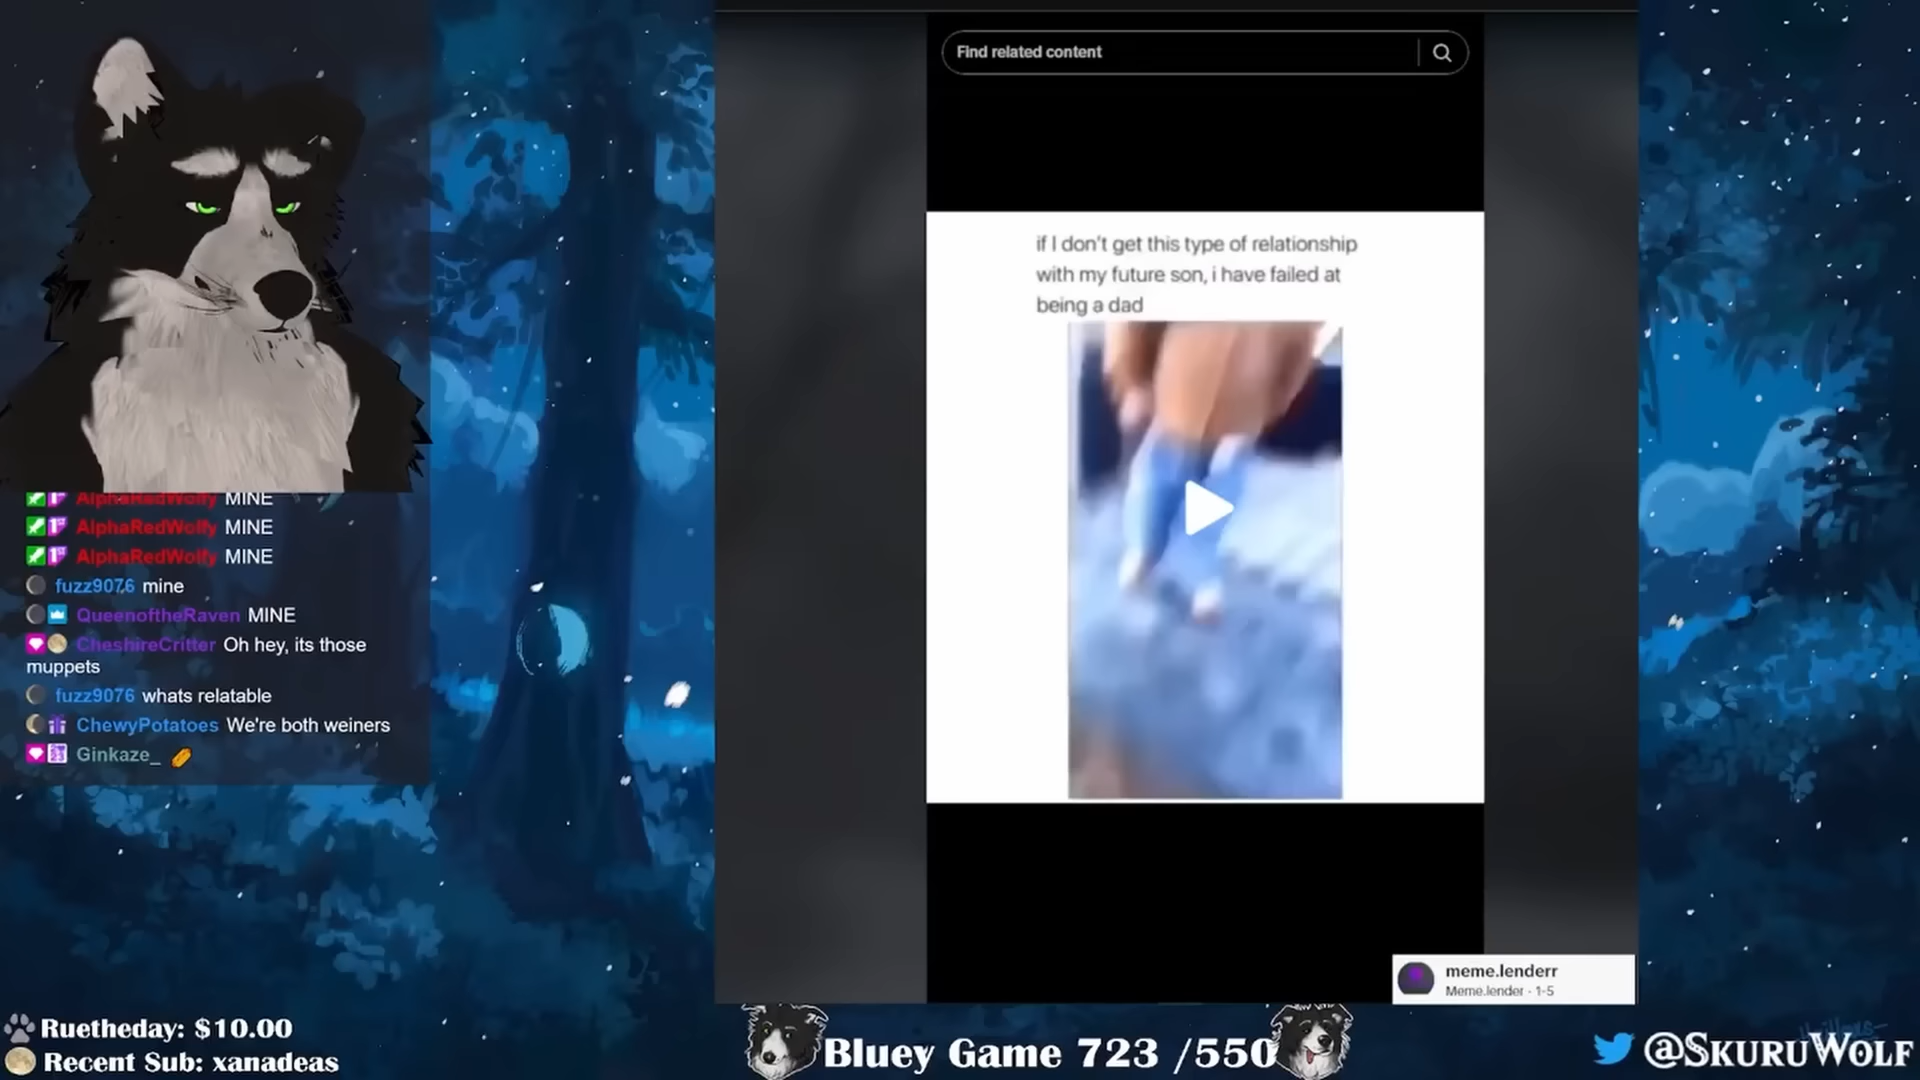 Find related content
if I don't get this type of relationship
with my future son, i have failed at
being a dad
AlphaRedWolfy MINE
AlphaRedWolfy MINE
AlphaRedWolfy MINE
fuzz9076 mine
QueenoftheRaven MINE
CheshireCritter Oh hey, its those
muppets
fuzz9076 whats relatable
ChewyPotatoes We're both weiners
Ginkaze_
meme.lenderr
Meme.lender · 1-5
Ruetheday: $10.00
Recent Sub: xanadeas
Bluey Game 723 /550
@SkuruWolf